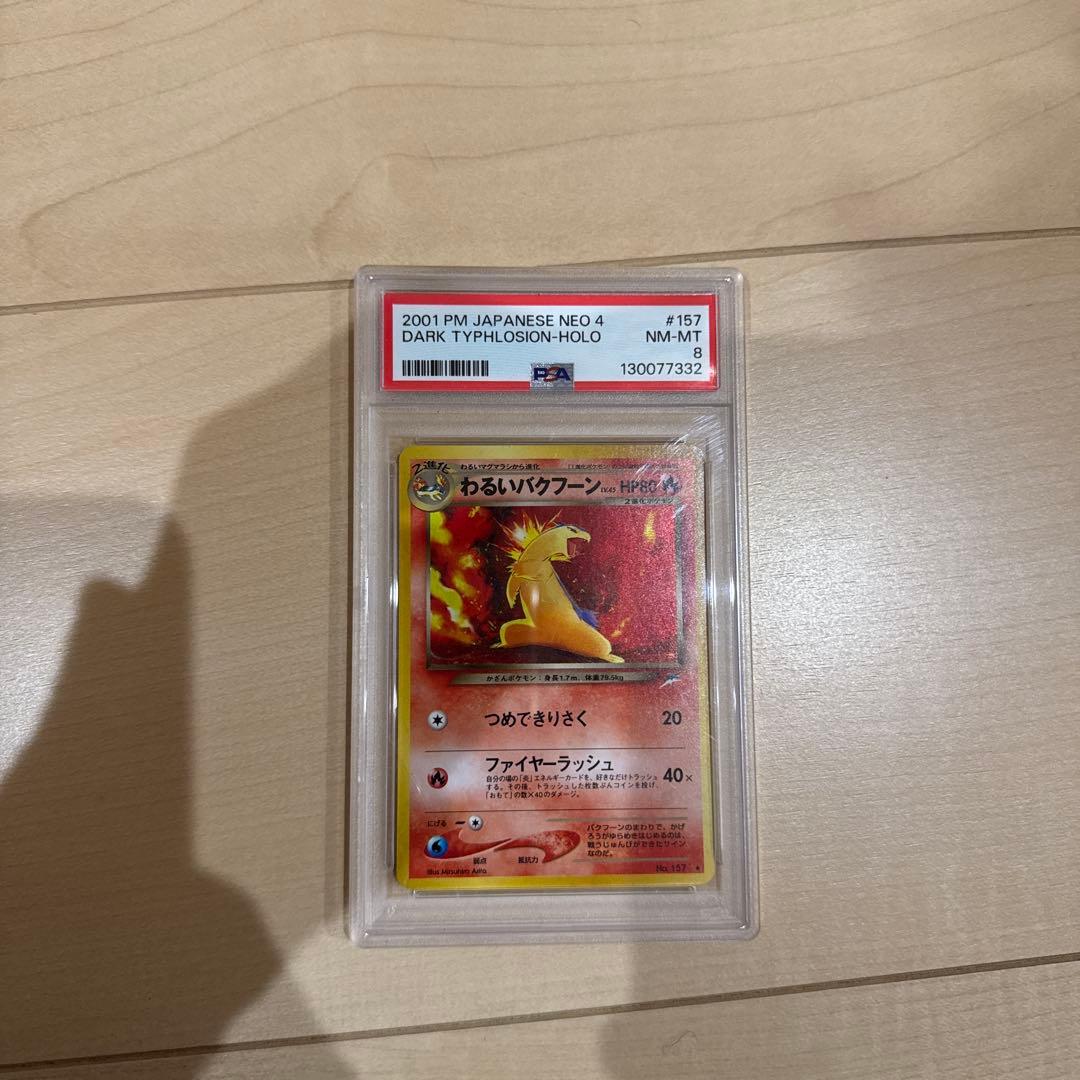 2001 PM JAPANESE NEO 4 #157
DARK TYPHLOSION-HOLO NM-MT
8
PSA 130077332
2進化 わるいマグマラシから進化
わるいバクフーン LV.45 HP80
2進化ポケモン
かざんポケモン:身長1.7m、体重79.5kg
つめできりさく 20
ファイヤーラッシュ
自分の場の「炎」エネルギーカードを、好きなだけトラッシュ
する。その後、トラッシュした枚数ぶんコインを投げ、
「おもて」の数×40のダメージ。
40×
にげる
弱点 抵抗力
バクフーンのまわりで、かげ
ろうがゆらめきはじめるのは、
戦うじゅんびができたサイン
なのだ。
Illus. Mitsuhiro Arita
No. 157 ★